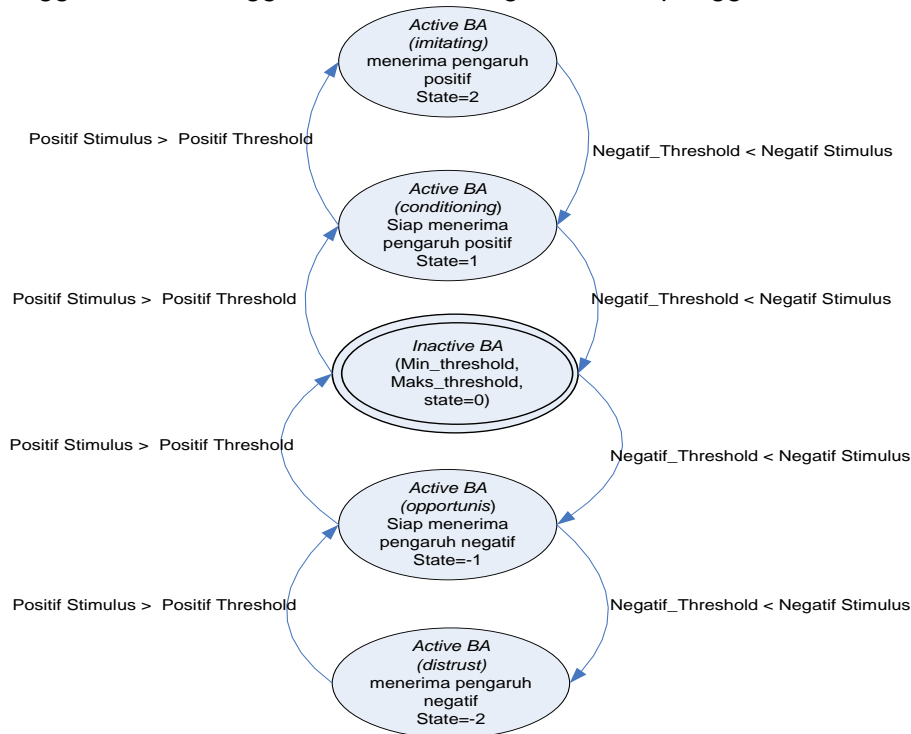 Active BA
(imitating)
menerima pengaruh
positif
State=2
Positif Stimulus > Positif Threshold
Negatif_Threshold < Negatif Stimulus
Active BA
(conditioning)
Siap menerima
pengaruh positif
State=1
Positif Stimulus > Positif Threshold
Negatif_Threshold < Negatif Stimulus
Inactive BA
(Min_threshold,
Maks_threshold,
state=0)
Positif Stimulus > Positif Threshold
Negatif_Threshold < Negatif Stimulus
Active BA
(opportunis)
Siap menerima
pengaruh negatif
State=-1
Positif Stimulus > Positif Threshold
Negatif_Threshold < Negatif Stimulus
Active BA
(distrust)
menerima pengaruh
negatif
State=-2